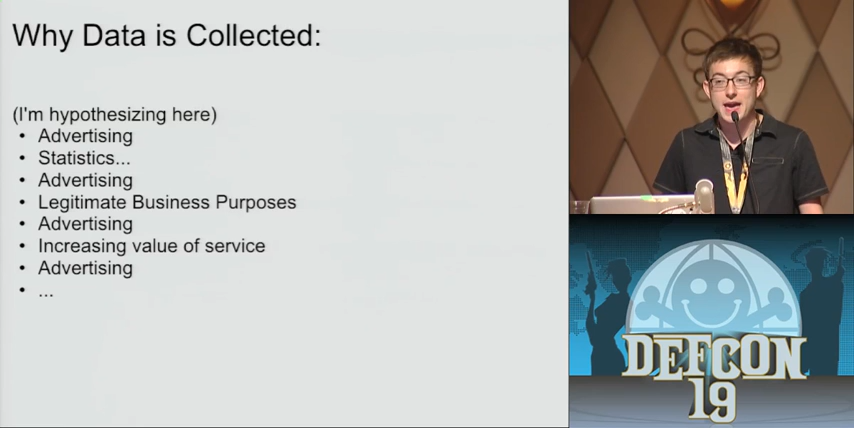 Why Data is Collected:
(I'm hypothesizing here)
• Advertising
• Statistics...
• Advertising
• Legitimate Business Purposes
• Advertising
• Increasing value of service
• Advertising
• ...
DEFCON
19